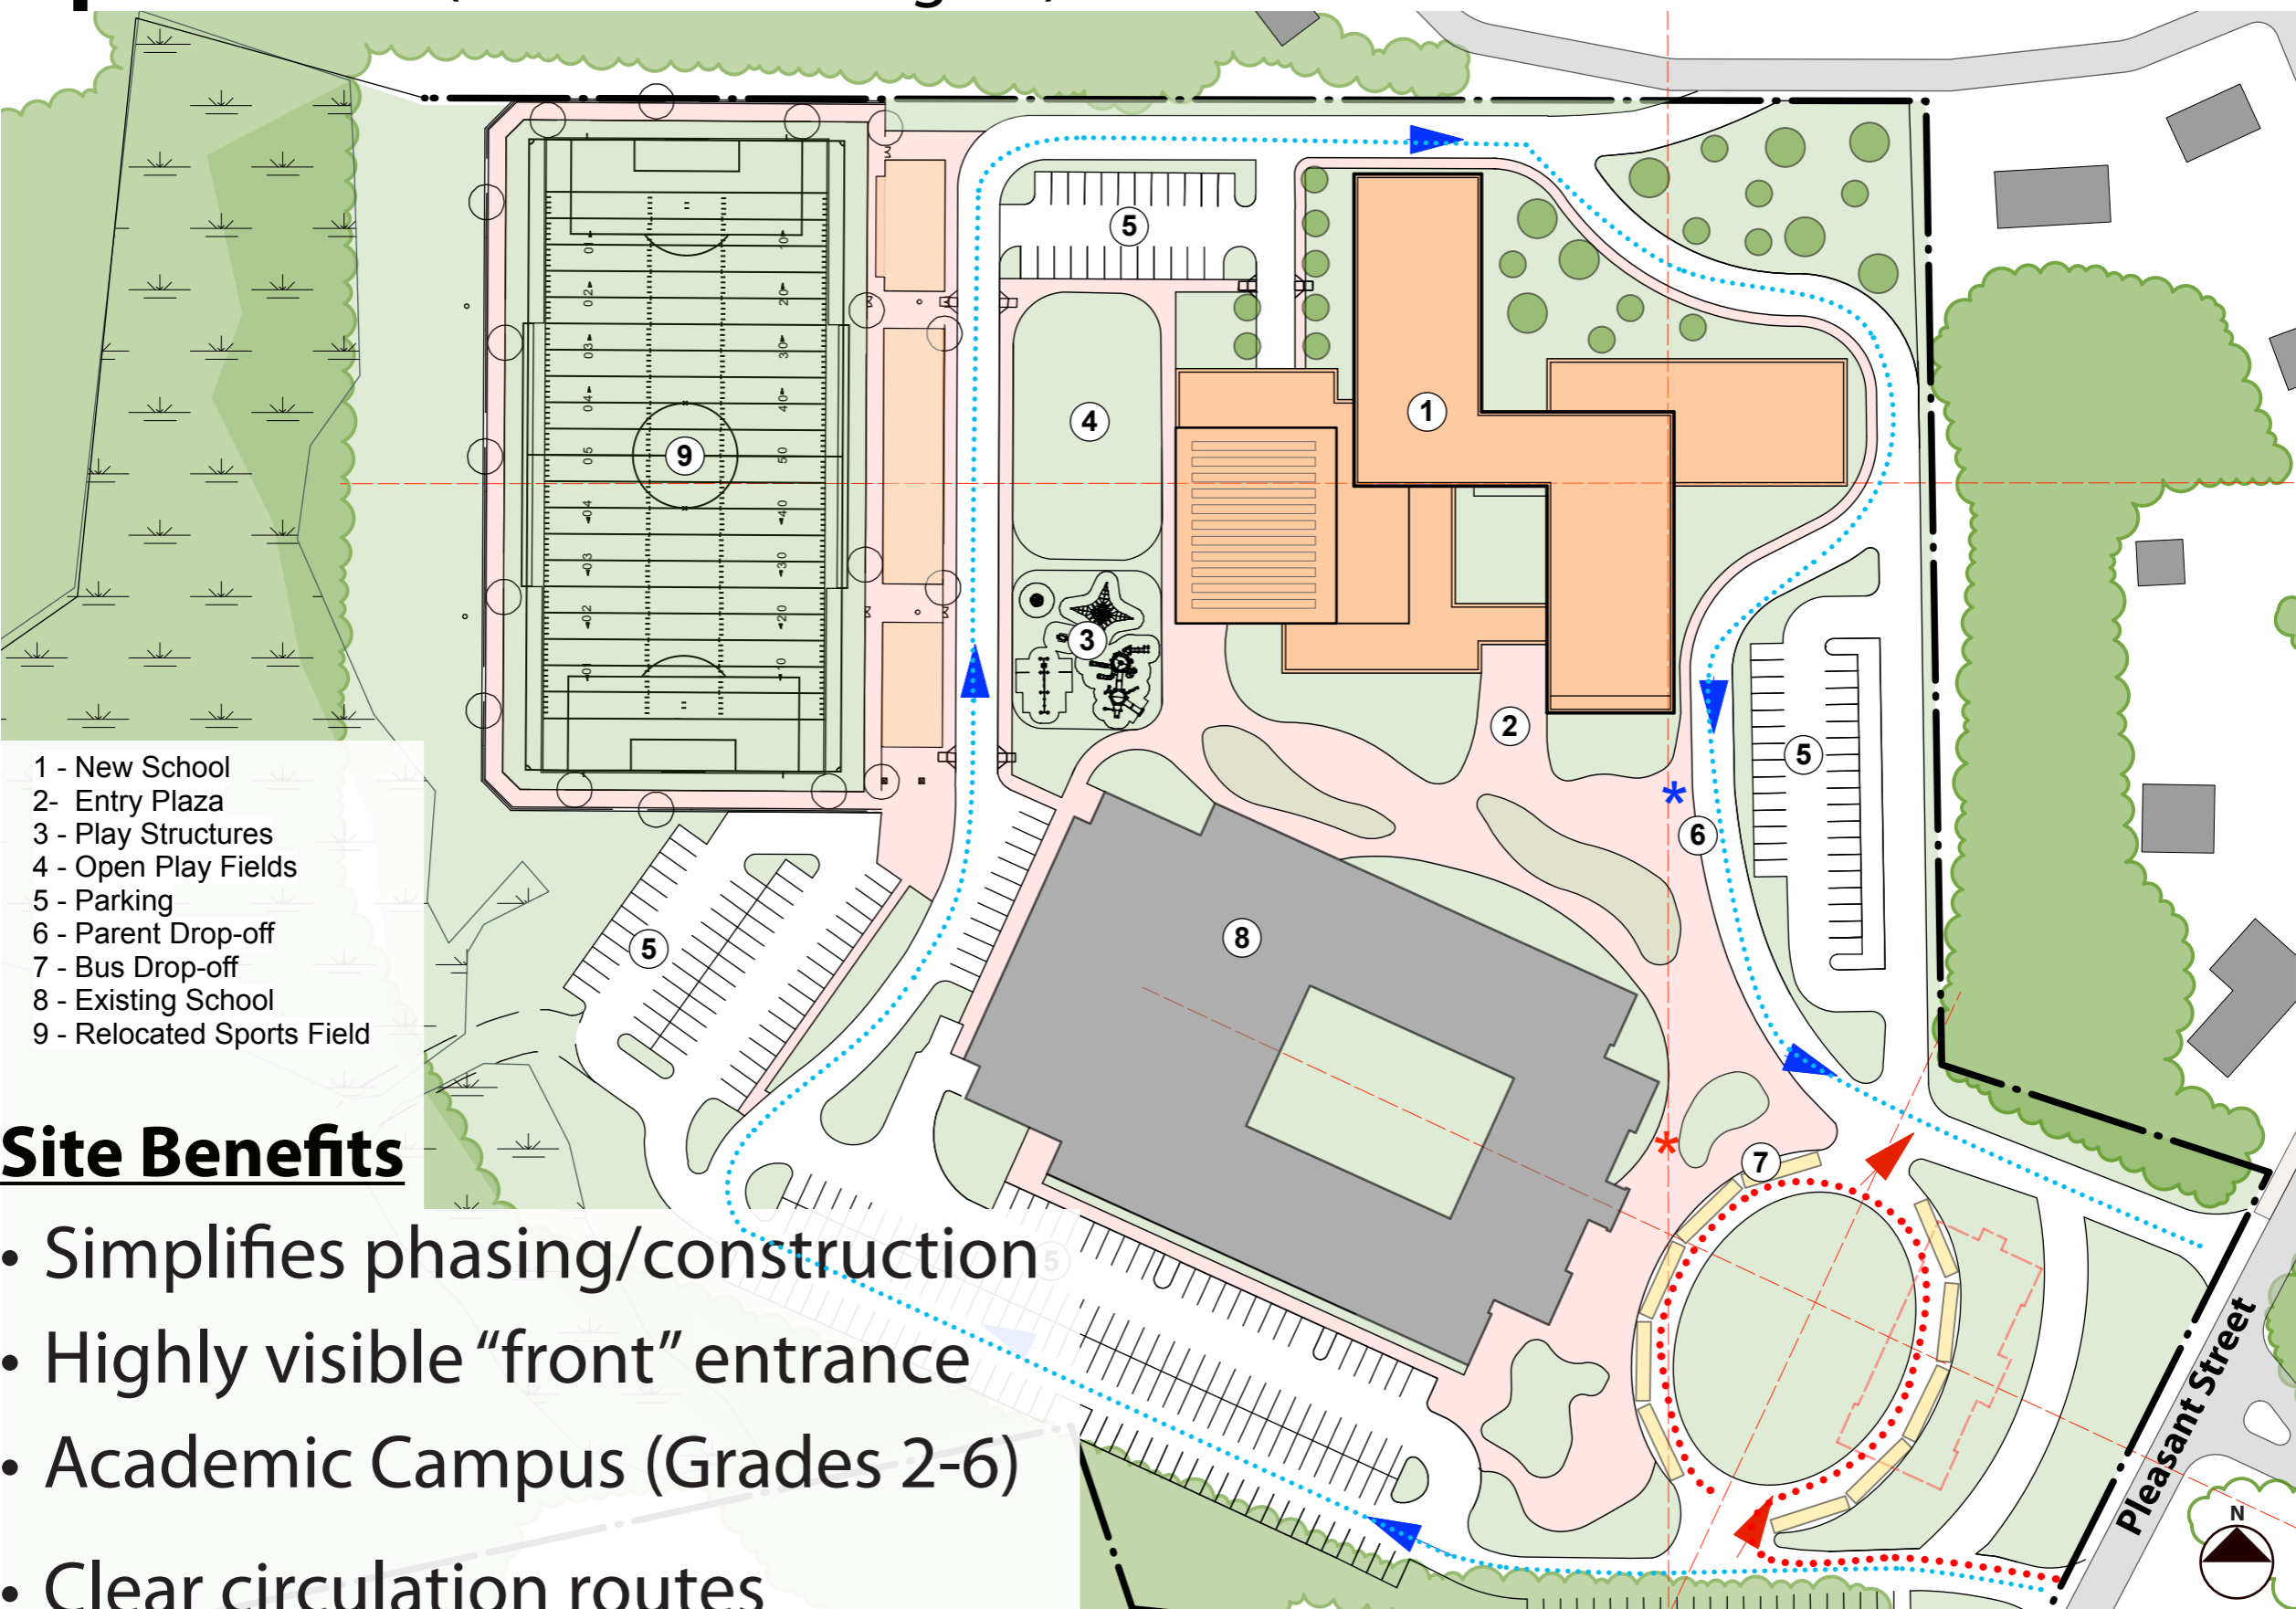 5
1
4
9
3
2
5
6
5
8
7
5
1 - New School
2- Entry Plaza
3 - Play Structures
4 - Open Play Fields
5 - Parking
6 - Parent Drop-off
7 - Bus Drop-off
8 - Existing School
9 - Relocated Sports Field
Site Benefits
• Simplifies phasing/construction
• Highly visible “front” entrance
• Academic Campus (Grades 2-6)
• Clear circulation routes
Pleasant Street
N